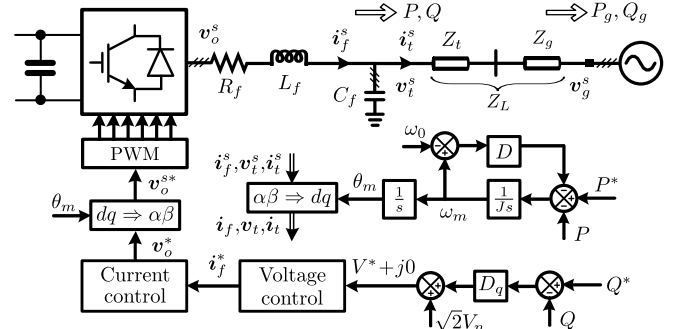 v_o^s
R_f
L_f
i_f^s
P, Q
i_t^s
C_f
v_t^s
Z_t
Z_g
Z_L
P_g, Q_g
v_g^s
PWM
v_o^{s*}
θ_m
dq ⇒ αβ
v_o^*
Current control
i_f^*
Voltage control
V^*+j0
i_f^s, v_t^s, i_t^s
αβ ⇒ dq
i_f, v_t, i_t
θ_m
1/s
ω_m
1/Js
ω_0
D
P^*
P
+
−
−
−
+
−
D_q
Q^*
Q
+
−
+
+
√2V_n